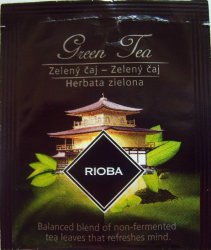 Green Tea
Zelený čaj – Zelený čaj
Herbata zielona
RIOBA
Balanced blend of non-fermented
tea leaves that refreshes mind.